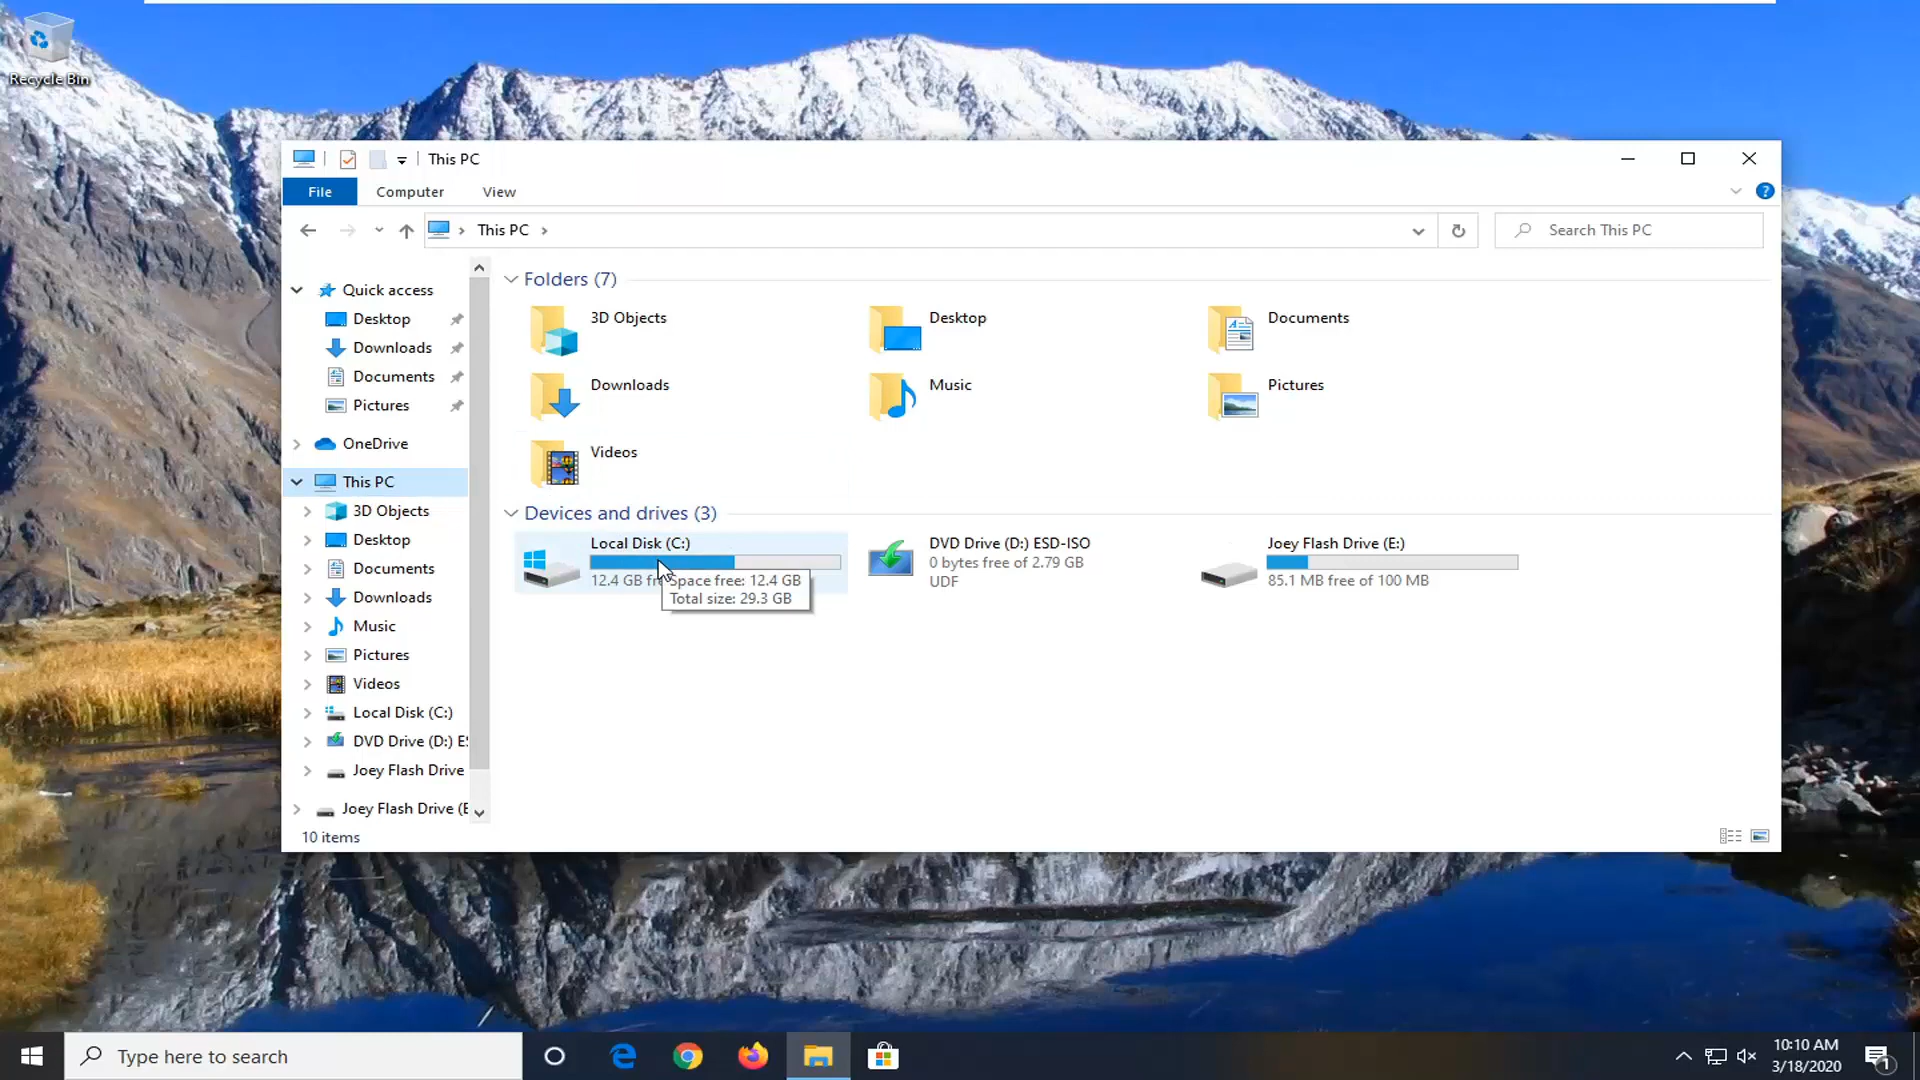 Recycle Bin
This PC
File
Computer
View
This PC
Search This PC
Quick access
Desktop
Downloads
Documents
Pictures
OneDrive
This PC
3D Objects
Desktop
Documents
Downloads
Music
Pictures
Videos
Local Disk (C:)
DVD Drive (D:) ES
Joey Flash Drive
Joey Flash Drive (E
Folders (7)
3D Objects
Desktop
Documents
Downloads
Music
Pictures
Videos
Devices and drives (3)
Local Disk (C:)
12.4 GB fre
Space free: 12.4 GB
Total size: 29.3 GB
DVD Drive (D:) ESD-ISO
0 bytes free of 2.79 GB
UDF
Joey Flash Drive (E:)
85.1 MB free of 100 MB
10 items
Type here to search
10:10 AM
3/18/2020
1